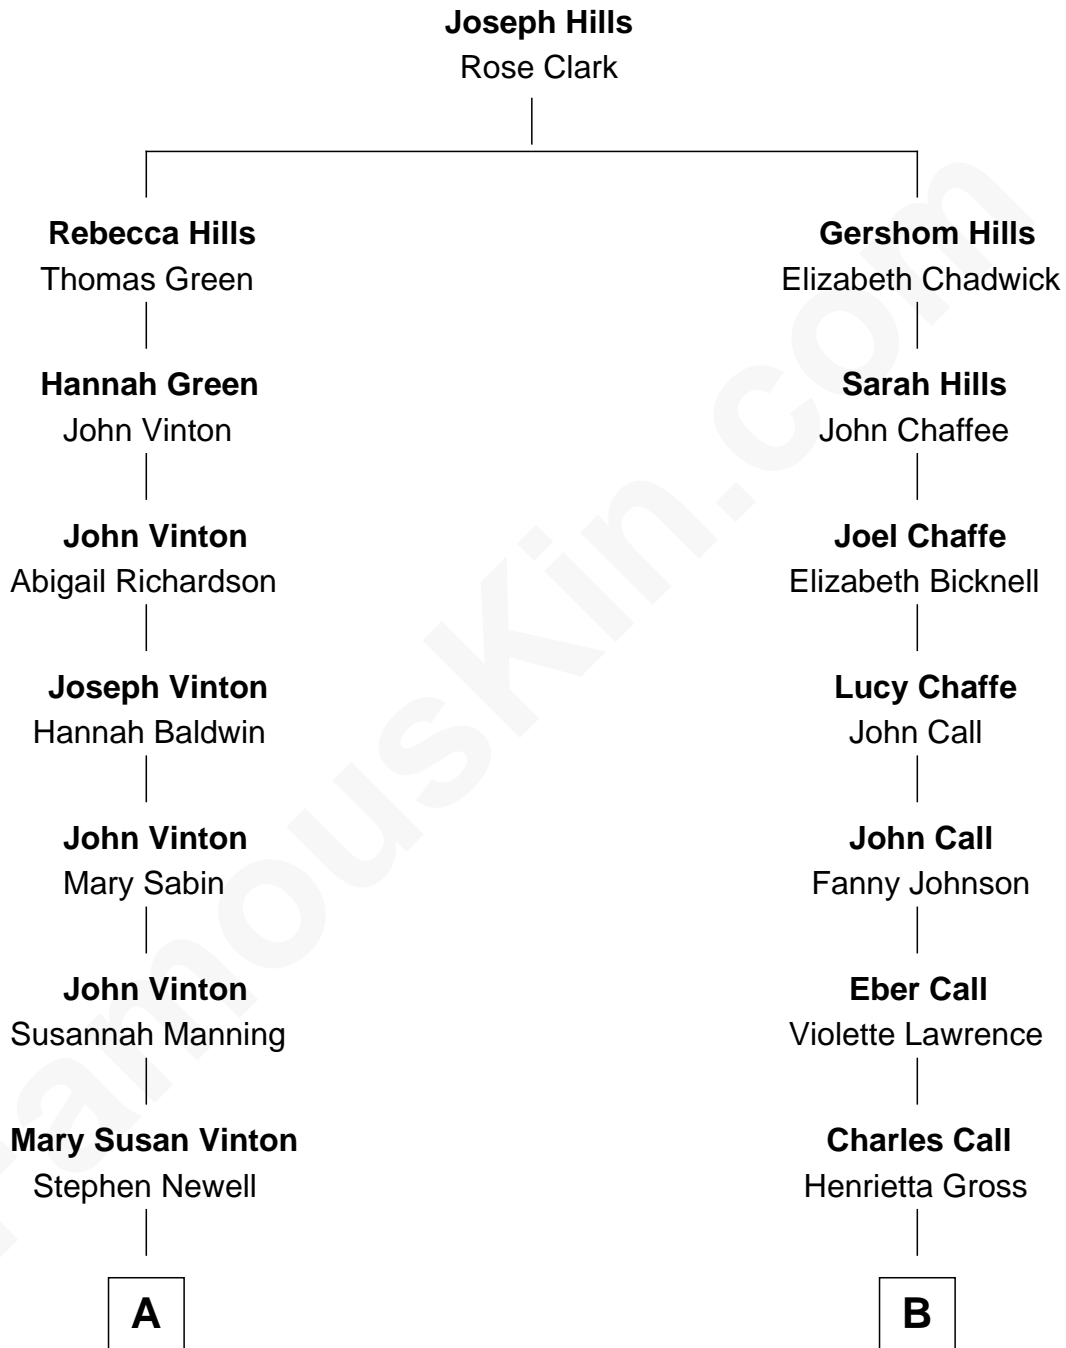 Joseph Hills
Rose Clark
Rebecca Hills
Thomas Green
Hannah Green
John Vinton
John Vinton
Abigail Richardson
Joseph Vinton
Hannah Baldwin
John Vinton
Mary Sabin
John Vinton
Susannah Manning
Mary Susan Vinton
Stephen Newell
A
Gershom Hills
Elizabeth Chadwick
Sarah Hills
John Chaffee
Joel Chaffe
Elizabeth Bicknell
Lucy Chaffe
John Call
John Call
Fanny Johnson
Eber Call
Violette Lawrence
Charles Call
Henrietta Gross
B
FamousKin.com